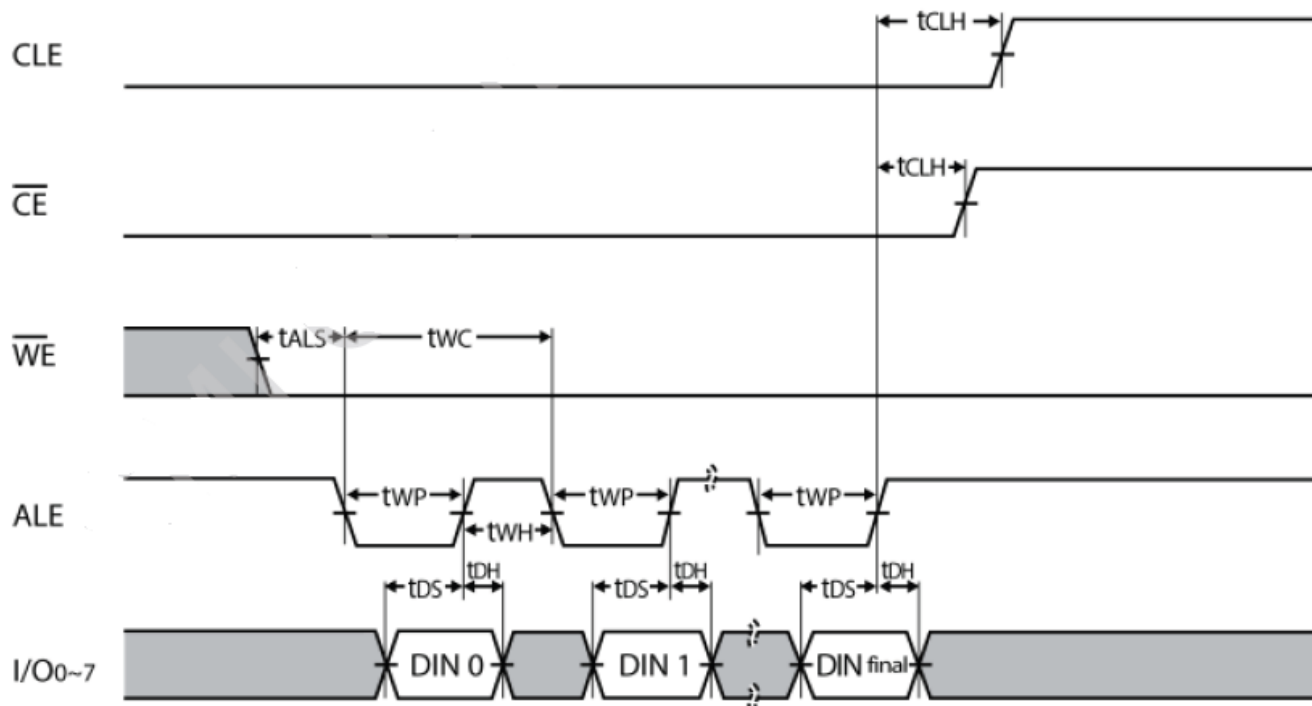 tCLH
CLE
tCLH
CE
tALS tWC
WE
tWP tWP tWP
ALE
tWH
tDS tDH tDS tDH tDS tDH
I/O0~7 DIN 0 DIN 1 DIN final